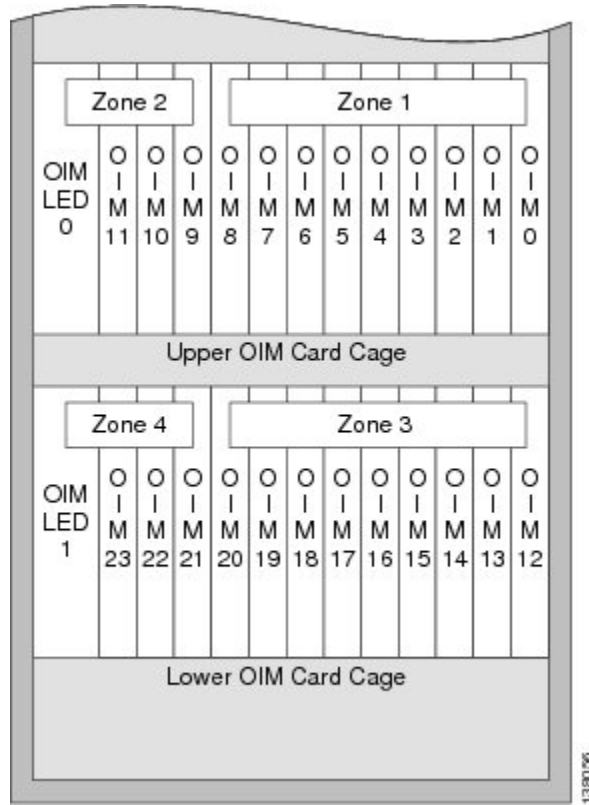 Zone 2 Zone 1
OIM LED 0 OIM 11 OIM 10 OIM 9 OIM 8 OIM 7 OIM 6 OIM 5 OIM 4 OIM 3 OIM 2 OIM 1 OIM 0
Upper OIM Card Cage
Zone 4 Zone 3
OIM LED 1 OIM 23 OIM 22 OIM 21 OIM 20 OIM 19 OIM 18 OIM 17 OIM 16 OIM 15 OIM 14 OIM 13 OIM 12
Lower OIM Card Cage